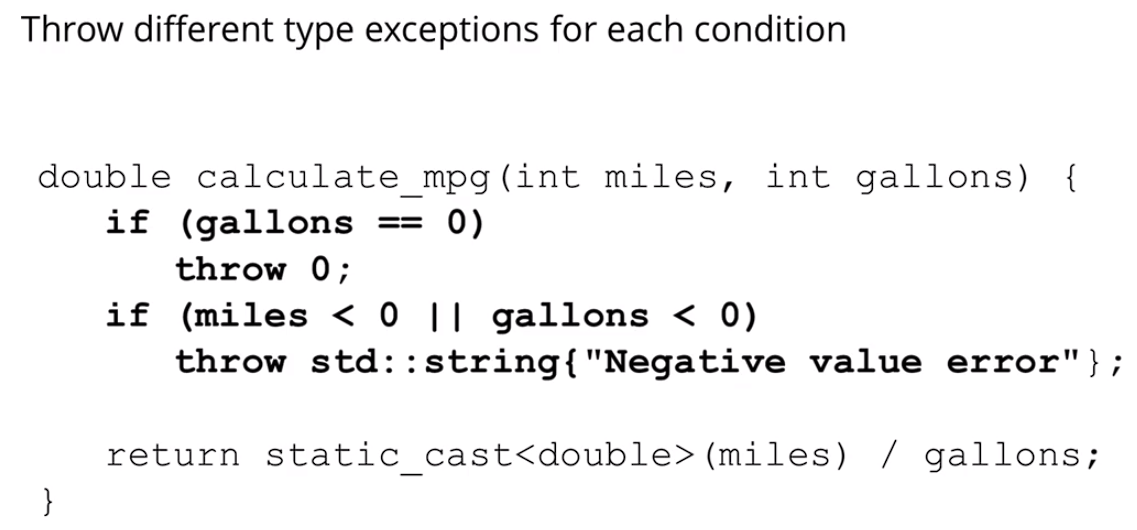 Throw different type exceptions for each condition
double calculate_mpg(int miles, int gallons) {
if (gallons == 0)
throw 0;
if (miles < 0 || gallons < 0)
throw std::string{"Negative value error"};
return static_cast<double>(miles) / gallons;
}